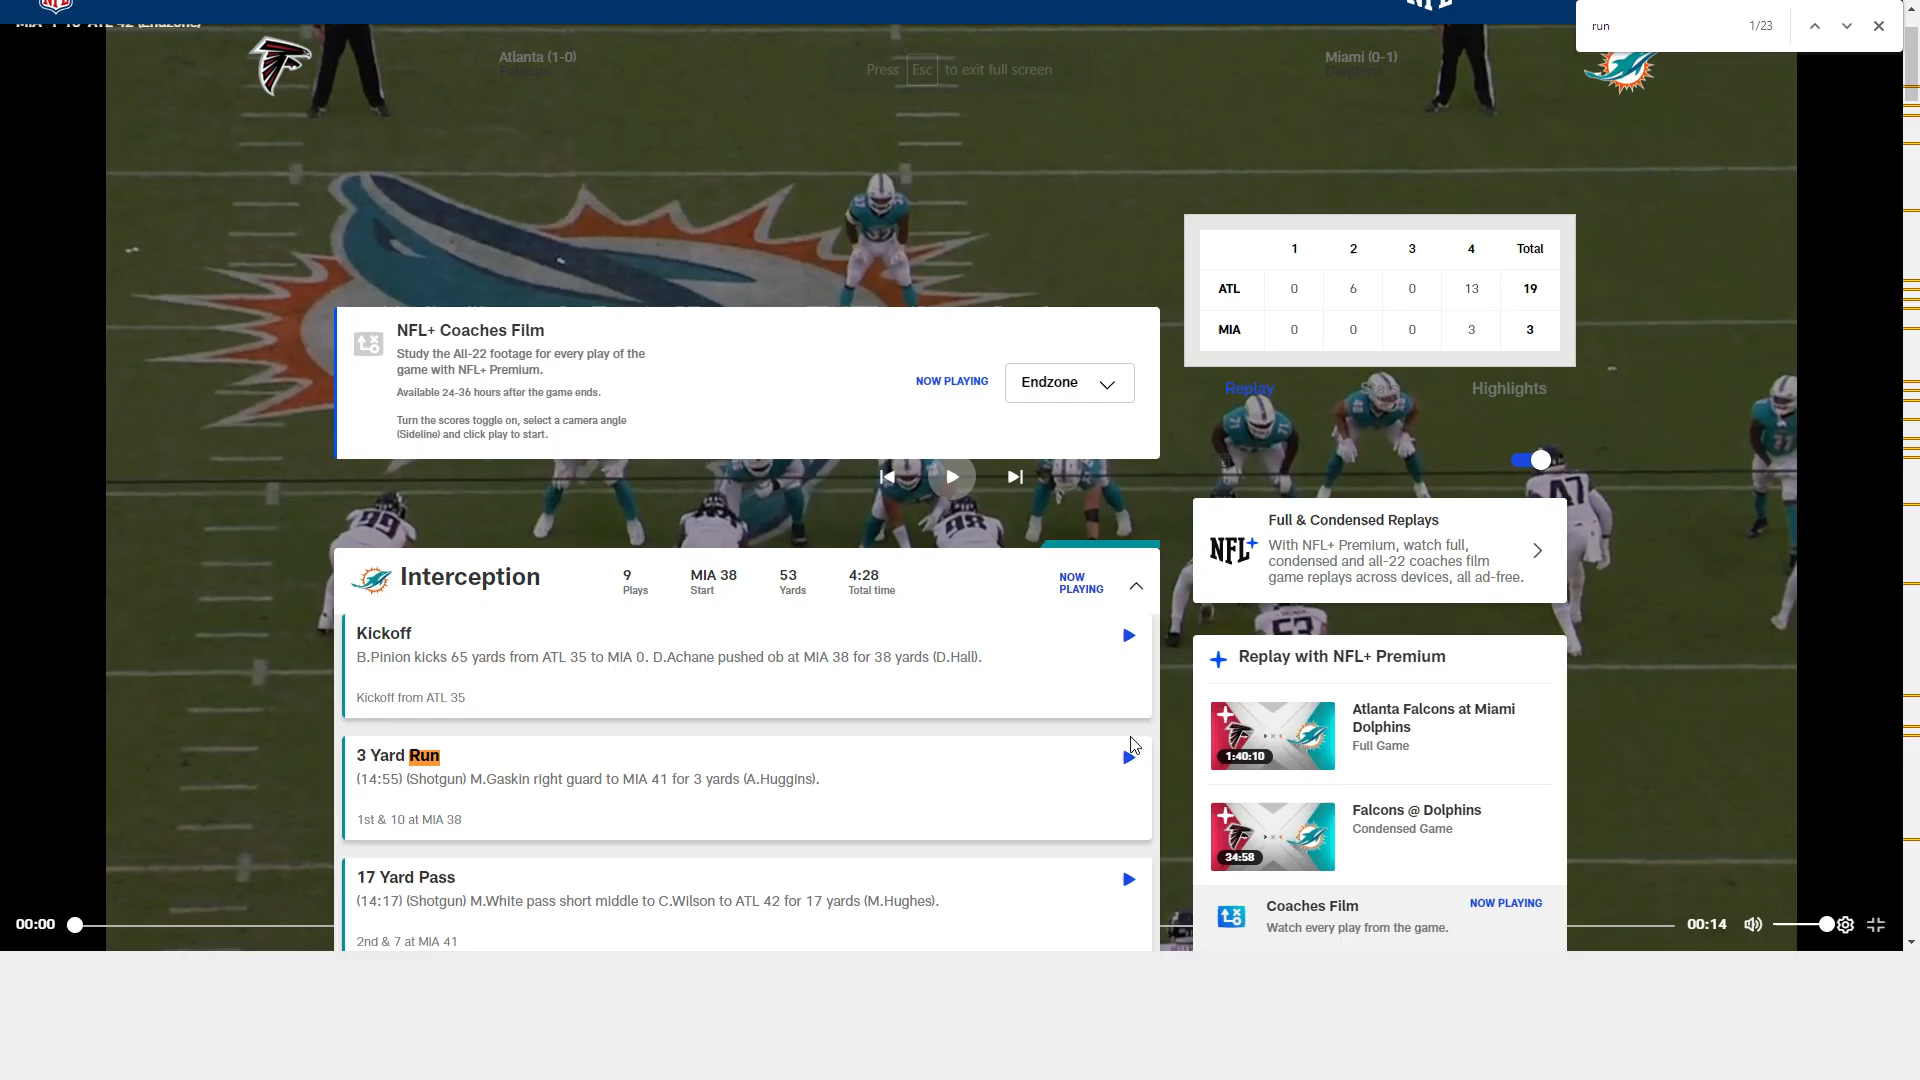 run
1/23
Atlanta (1-0)
Falcons
Press Esc to exit full screen
Miami (0-1)
Dolphins
1 2 3 4 Total
ATL 0 6 0 13 19
MIA 0 0 0 3 3
NFL+ Coaches Film
Study the All-22 footage for every play of the
game with NFL+ Premium.
Available 24-36 hours after the game ends.
Turn the scores toggle on, select a camera angle
(Sideline) and click play to start.
NOW PLAYING
Endzone
Replay Stats Highlights
Full & Condensed Replays
NFL+
With NFL+ Premium, watch full,
condensed and all-22 coaches film
game replays across devices, all ad-free.
Interception
9
Plays
MIA 38
Start
53
Yards
4:28
Total time
NOW
PLAYING
Kickoff
B.Pinion kicks 65 yards from ATL 35 to MIA 0. D.Achane pushed ob at MIA 38 for 38 yards (D.Hall).
Kickoff from ATL 35
3 Yard Run
(14:55) (Shotgun) M.Gaskin right guard to MIA 41 for 3 yards (A.Huggins).
1st & 10 at MIA 38
17 Yard Pass
(14:17) (Shotgun) M.White pass short middle to C.Wilson to ATL 42 for 17 yards (M.Hughes).
2nd & 7 at MIA 41
Replay with NFL+ Premium
Atlanta Falcons at Miami
Dolphins
Full Game
1:40:10
Falcons @ Dolphins
Condensed Game
34:58
Coaches Film
Watch every play from the game.
NOW PLAYING
00:00
00:14
99
98
47
53
71